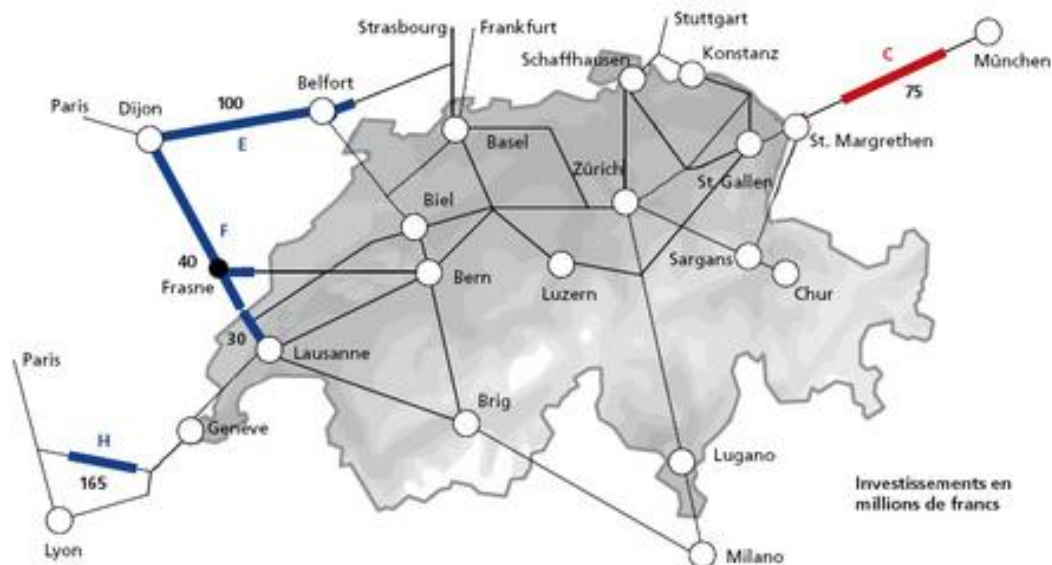 Strasbourg
Frankfurt
Stuttgart
Schaffhausen
Konstanz
C
München
75
Belfort
Paris
Dijon
100
E
Basel
Zürich
St. Gallen
St. Margrethen
Biel
F
40
Frasne
Bern
Luzern
Sargans
Chur
30
Lausanne
Paris
Brig
H
Genève
165
Lugano
Investissements en
millions de francs
Lyon
Milano